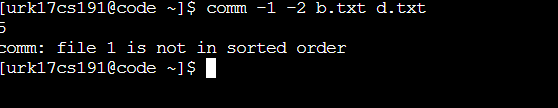 [urk17cs191@code ~]$ comm -1 -2 b.txt d.txt
5
comm: file 1 is not in sorted order
[urk17cs191@code ~]$